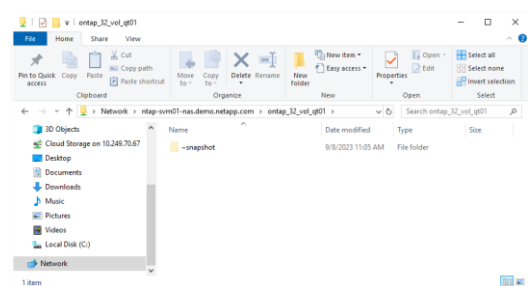 ontap_32_vol_qt01
File Home Share View
Pin to Quick access
Copy
Paste
Cut
Copy path
Paste shortcut
Clipboard
Move to
Copy to
Delete
Rename
Organize
New folder
New item
Easy access
New
Properties
Open
Edit
Open
Select all
Select none
Invert selection
Select
Network > ntap-svm01-nas.demo.netapp.com > ontap_32_vol_qt01 >
Search ontap_32_vol_qt01
3D Objects
Cloud Storage on 10.249.70.67
Desktop
Documents
Downloads
Music
Pictures
Videos
Local Disk (C:)
Network
Name Date modified Type Size
~snapshot 9/8/2023 11:05 AM File folder
1 item